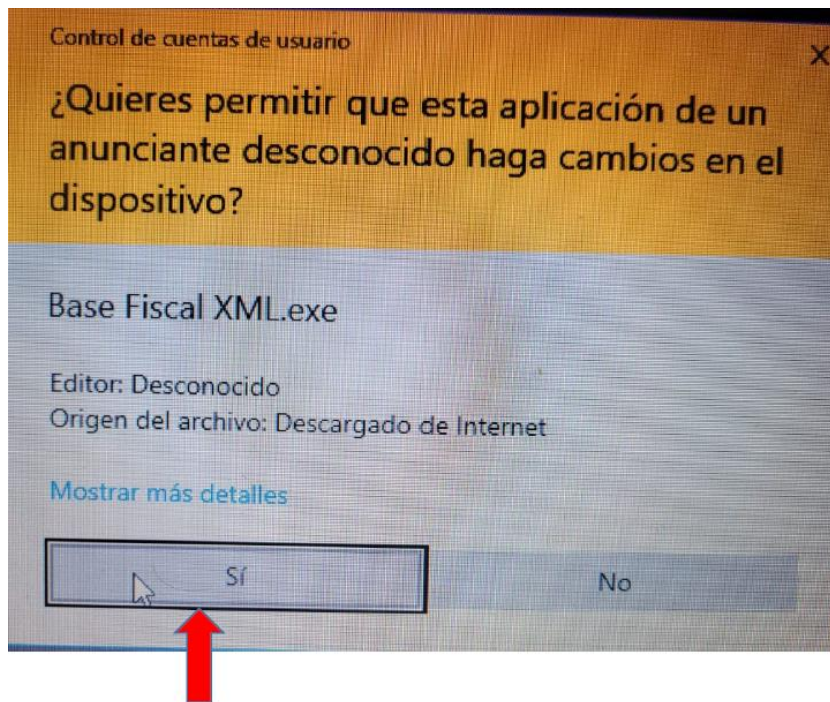 Control de cuentas de usuario
X
¿Quieres permitir que esta aplicación de un
anunciante desconocido haga cambios en el
dispositivo?
Base Fiscal XML.exe
Editor: Desconocido
Origen del archivo: Descargado de Internet
Mostrar más detalles
Sí
No